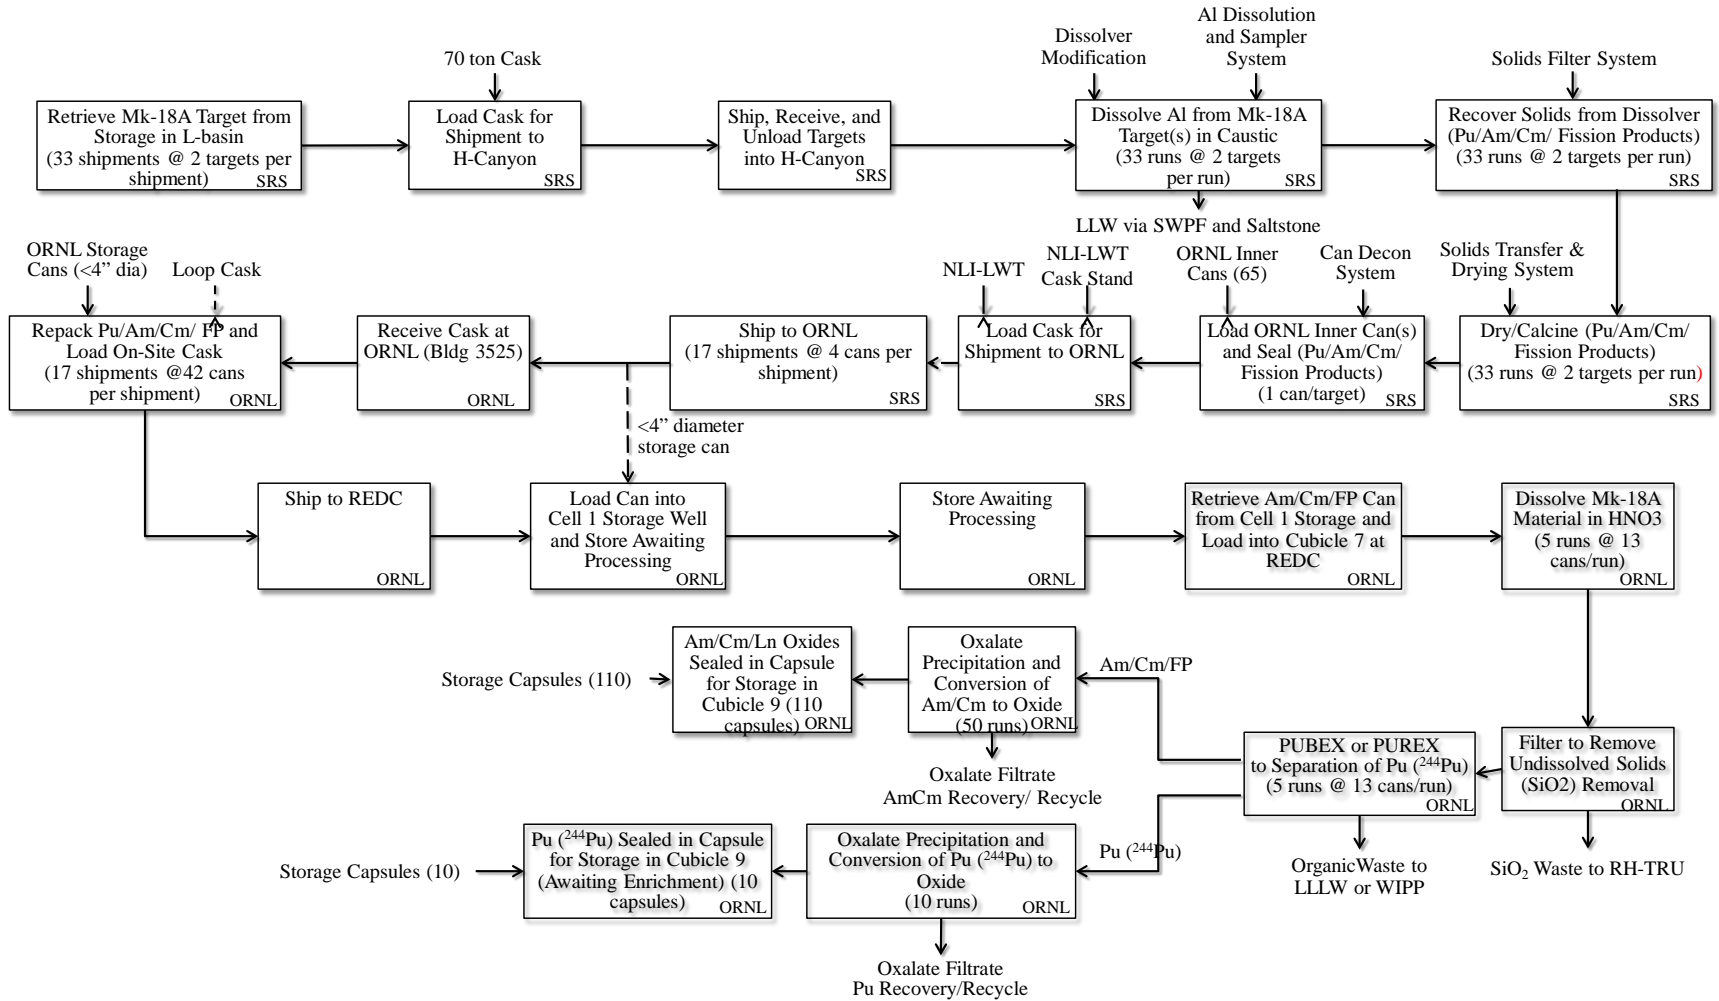 70 ton Cask
Dissolver
Modification
Al Dissolution
and Sampler
System
Solids Filter System
Retrieve Mk-18A Target from
Storage in L-basin
(33 shipments @ 2 targets per
shipment)
SRS
Load Cask for
Shipment to
H-Canyon
SRS
Ship, Receive, and
Unload Targets
into H-Canyon
SRS
Dissolve Al from Mk-18A
Target(s) in Caustic
(33 runs @ 2 targets
per run)
SRS
Recover Solids from Dissolver
(Pu/Am/Cm/ Fission Products)
(33 runs @ 2 targets per run)
SRS
LLW via SWPF and Saltstone
ORNL Storage
Cans (<4” dia)
Loop Cask
NLI-LWT
NLI-LWT
Cask Stand
ORNL Inner
Cans (65)
Can Decon
System
Solids Transfer &
Drying System
Repack Pu/Am/Cm/ FP and
Load On-Site Cask
(17 shipments @42 cans
per shipment)
ORNL
Receive Cask at
ORNL (Bldg 3525)
ORNL
Ship to ORNL
(17 shipments @ 4 cans per
shipment)
SRS
Load Cask for
Shipment to ORNL
SRS
Load ORNL Inner Can(s)
and Seal (Pu/Am/Cm/
Fission Products)
(1 can/target)
SRS
Dry/Calcine (Pu/Am/Cm/
Fission Products)
(33 runs @ 2 targets per run)
SRS
<4” diameter
storage can
Ship to REDC
ORNL
Load Can into
Cell 1 Storage Well
and Store Awaiting
Processing
ORNL
Store Awaiting
Processing
ORNL
Retrieve Am/Cm/FP Can
from Cell 1 Storage and
Load into Cubicle 7 at
REDC
ORNL
Dissolve Mk-18A
Material in HNO3
(5 runs @ 13
cans/run)
ORNL
Storage Capsules (110)
Am/Cm/Ln Oxides
Sealed in Capsule
for Storage in
Cubicle 9 (110
capsules)
ORNL
Oxalate
Precipitation and
Conversion of
Am/Cm to Oxide
(50 runs)
ORNL
Am/Cm/FP
Oxalate Filtrate
AmCm Recovery/ Recycle
PUBEX or PUREX
to Separation of Pu (²⁴⁴Pu)
(5 runs @ 13 cans/run)
ORNL
Filter to Remove
Undissolved Solids
(SiO2) Removal
ORNL
Storage Capsules (10)
Pu (²⁴⁴Pu) Sealed in Capsule
for Storage in Cubicle 9
(Awaiting Enrichment) (10
capsules)
ORNL
Oxalate Precipitation and
Conversion of Pu (²⁴⁴Pu) to
Oxide
(10 runs)
ORNL
Pu (²⁴⁴Pu)
OrganicWaste to
LLLW or WIPP
SiO₂ Waste to RH-TRU
Oxalate Filtrate
Pu Recovery/Recycle